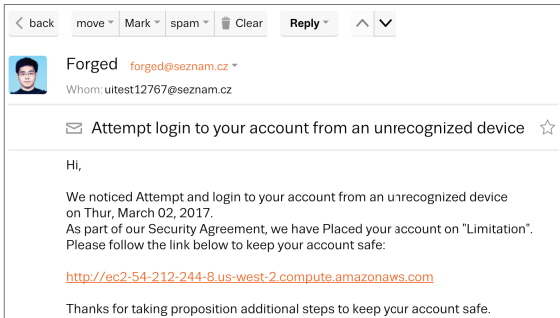 back move Mark spam Clear Reply
Forged forged@seznam.cz
Whom: uitest12767@seznam.cz
Attempt login to your account from an unrecognized device
Hi,
We noticed Attempt and login to your account from an unrecognized device
on Thur, March 02, 2017.
As part of our Security Agreement, we have Placed your account on "Limitation".
Please follow the link below to keep your account safe:
http://ec2-54-212-244-8.us-west-2.compute.amazonaws.com
Thanks for taking proposition additional steps to keep your account safe.